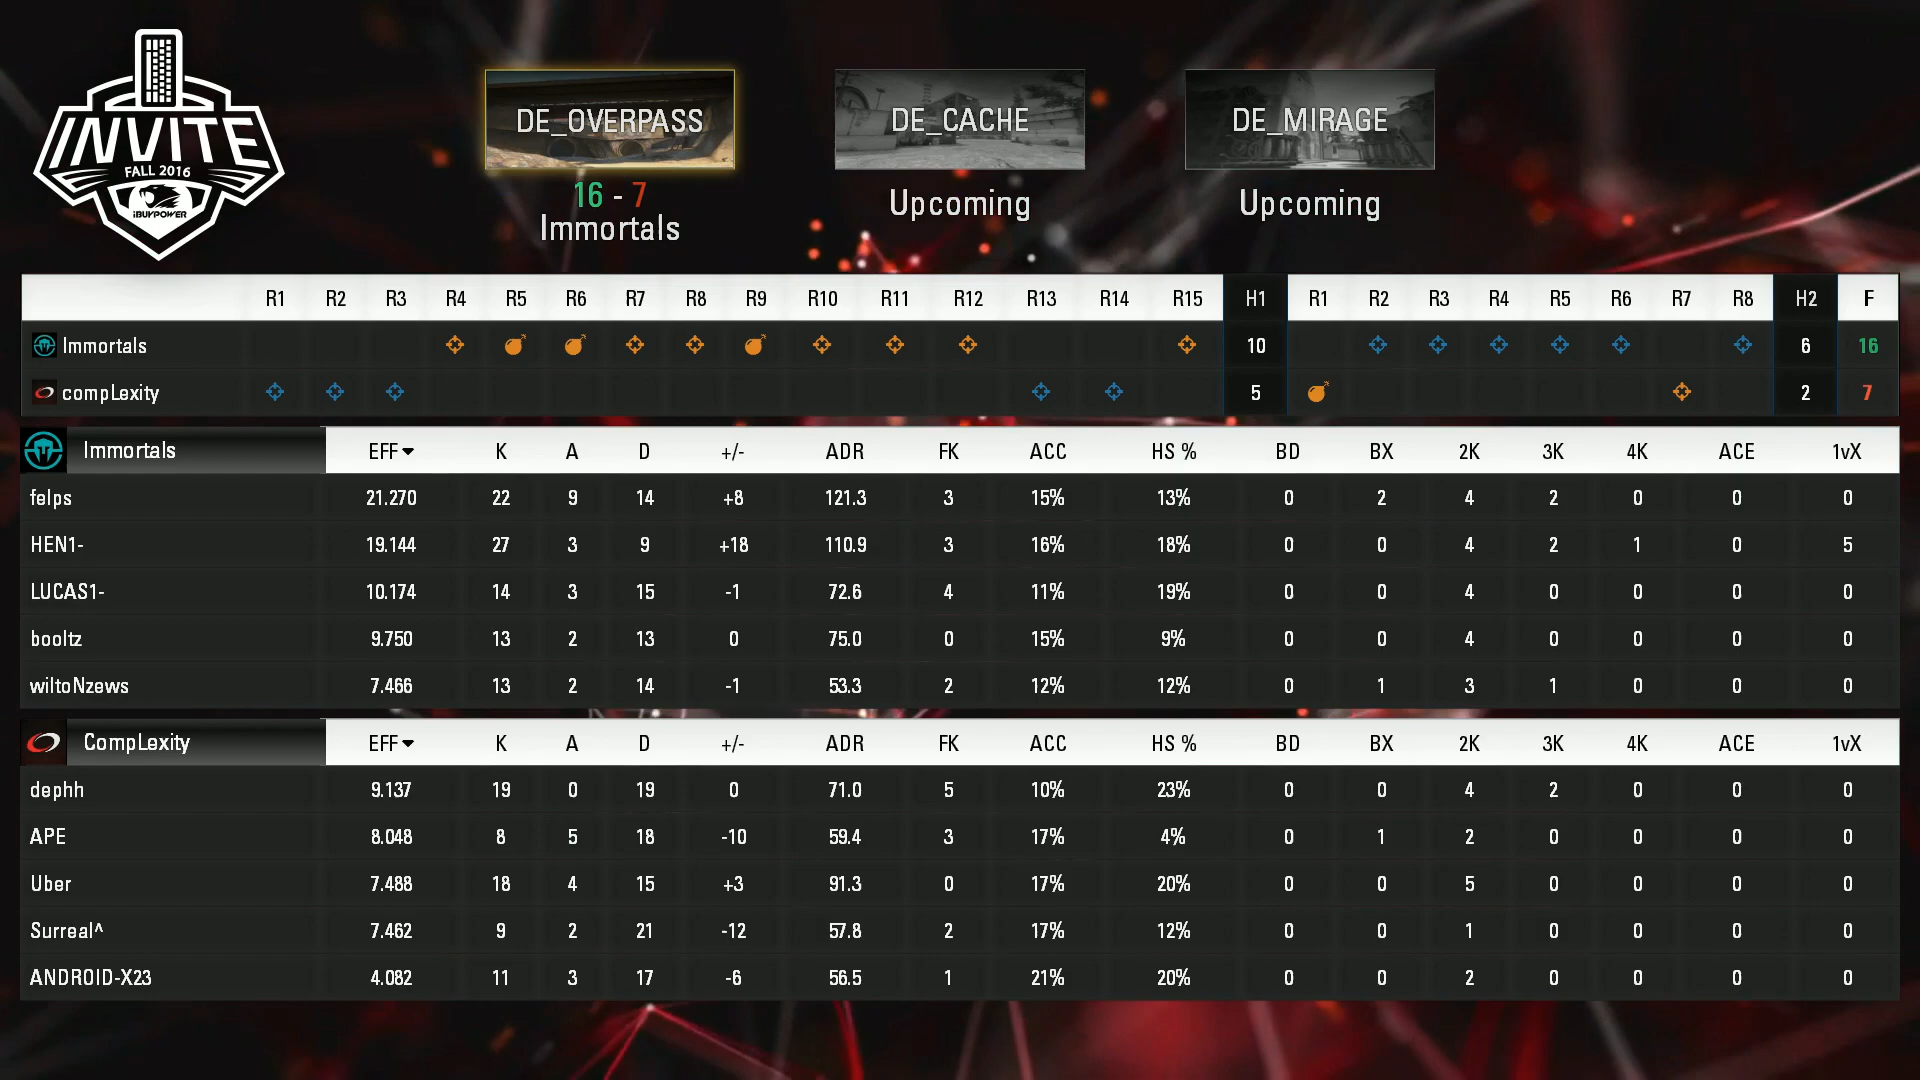 INVITE
FALL 2016
iBUYPOWER
DE_OVERPASS DE_CACHE DE_MIRAGE
16 - 7 Upcoming Upcoming
Immortals
R1 R2 R3 R4 R5 R6 R7 R8 R9 R10 R11 R12 R13 R14 R15 H1 R1 R2 R3 R4 R5 R6 R7 R8 H2 F
Immortals 10 6 16
compLexity 5 2 7
Immortals EFF K A D +/- ADR FK ACC HS % BD BX 2K 3K 4K ACE 1vX
felps 21.270 22 9 14 +8 121.3 3 15% 13% 0 2 4 2 0 0 0
HEN1- 19.144 27 3 9 +18 110.9 3 16% 18% 0 0 4 2 1 0 5
LUCAS1- 10.174 14 3 15 -1 72.6 4 11% 19% 0 0 4 0 0 0 0
booltz 9.750 13 2 13 0 75.0 0 15% 9% 0 0 4 0 0 0 0
wiltoNzews 7.466 13 2 14 -1 53.3 2 12% 12% 0 1 3 1 0 0 0
CompLexity EFF K A D +/- ADR FK ACC HS % BD BX 2K 3K 4K ACE 1vX
dephh 9.137 19 0 19 0 71.0 5 10% 23% 0 0 4 2 0 0 0
APE 8.048 8 5 18 -10 59.4 3 17% 4% 0 1 2 0 0 0 0
Uber 7.488 18 4 15 +3 91.3 0 17% 20% 0 0 5 0 0 0 0
Surreal^ 7.462 9 2 21 -12 57.8 2 17% 12% 0 0 1 0 0 0 0
ANDROID-X23 4.082 11 3 17 -6 56.5 1 21% 20% 0 0 2 0 0 0 0